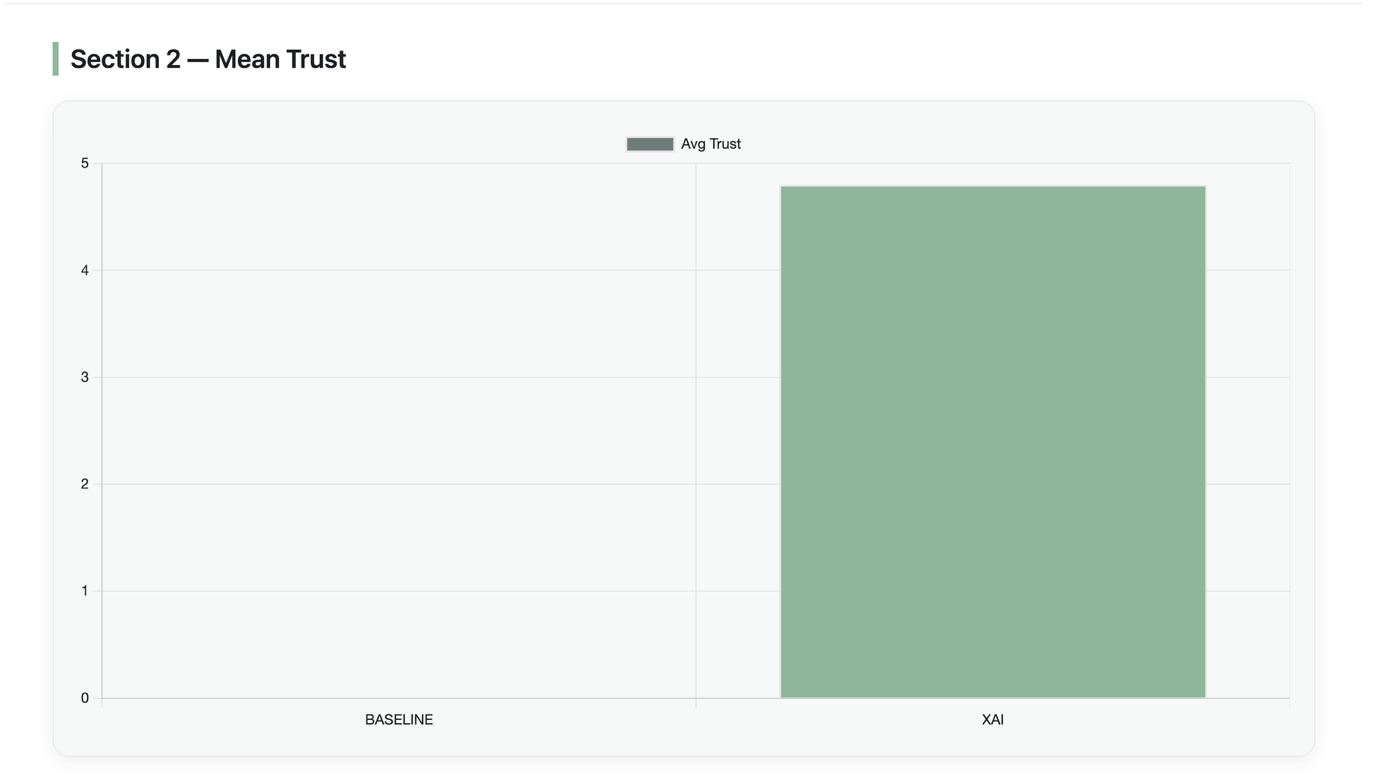 Section 2 — Mean Trust
Avg Trust
5
4
3
2
1
0
BASELINE
XAI